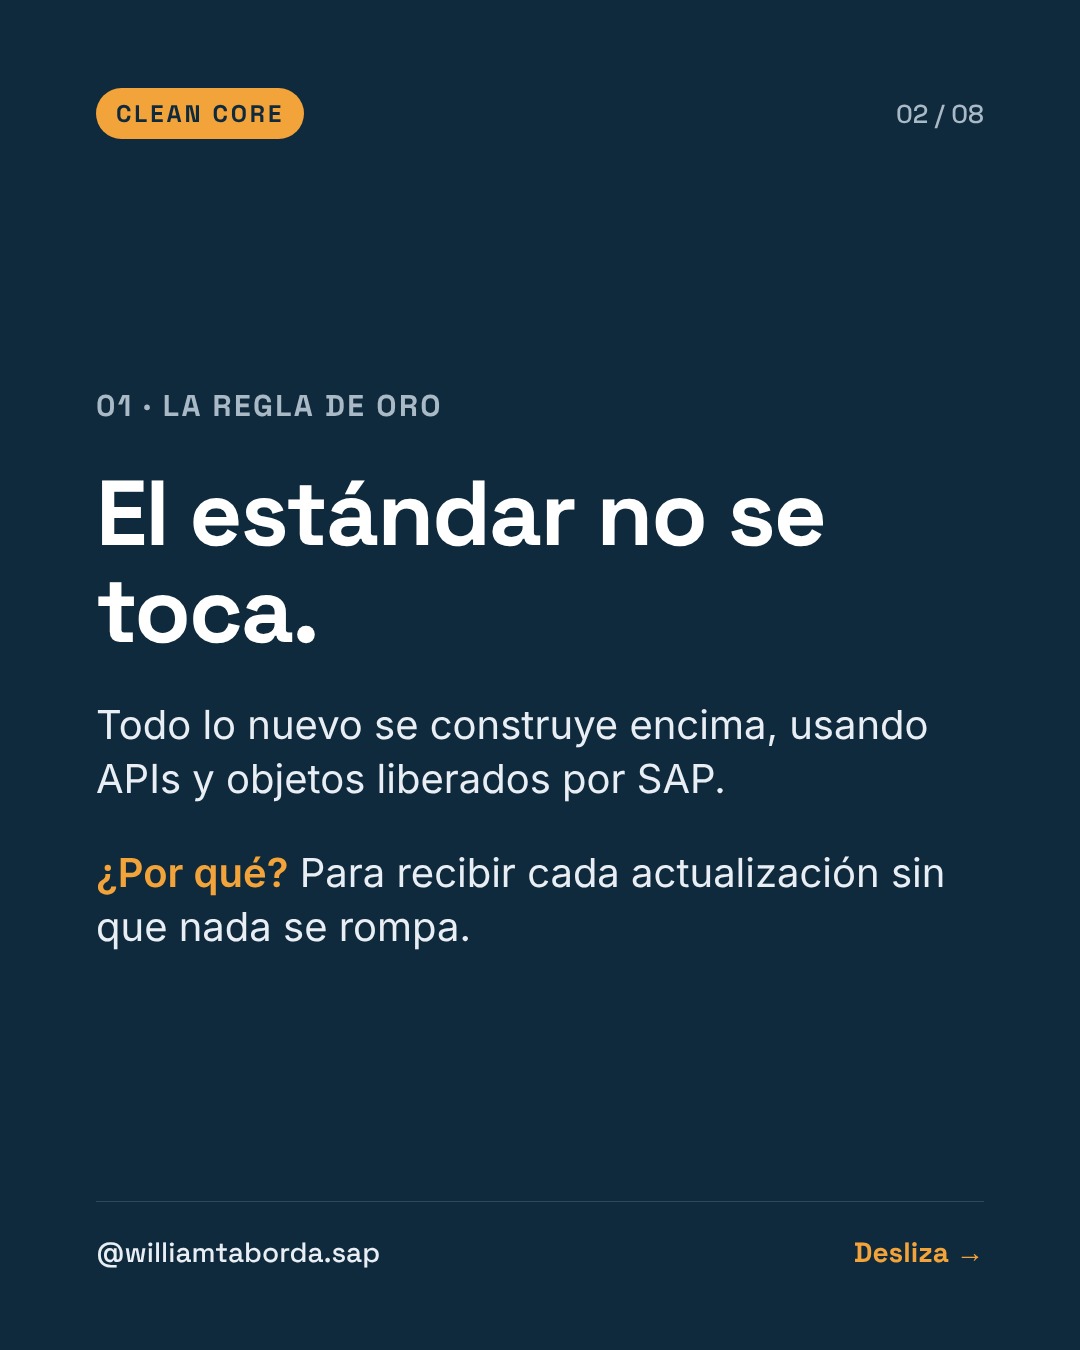 CLEAN CORE
02 / 08
01 · LA REGLA DE ORO
El estándar no se
toca.
Todo lo nuevo se construye encima, usando
APIs y objetos liberados por SAP.
¿Por qué? Para recibir cada actualización sin
que nada se rompa.
@williamtaborda.sap
Desliza →